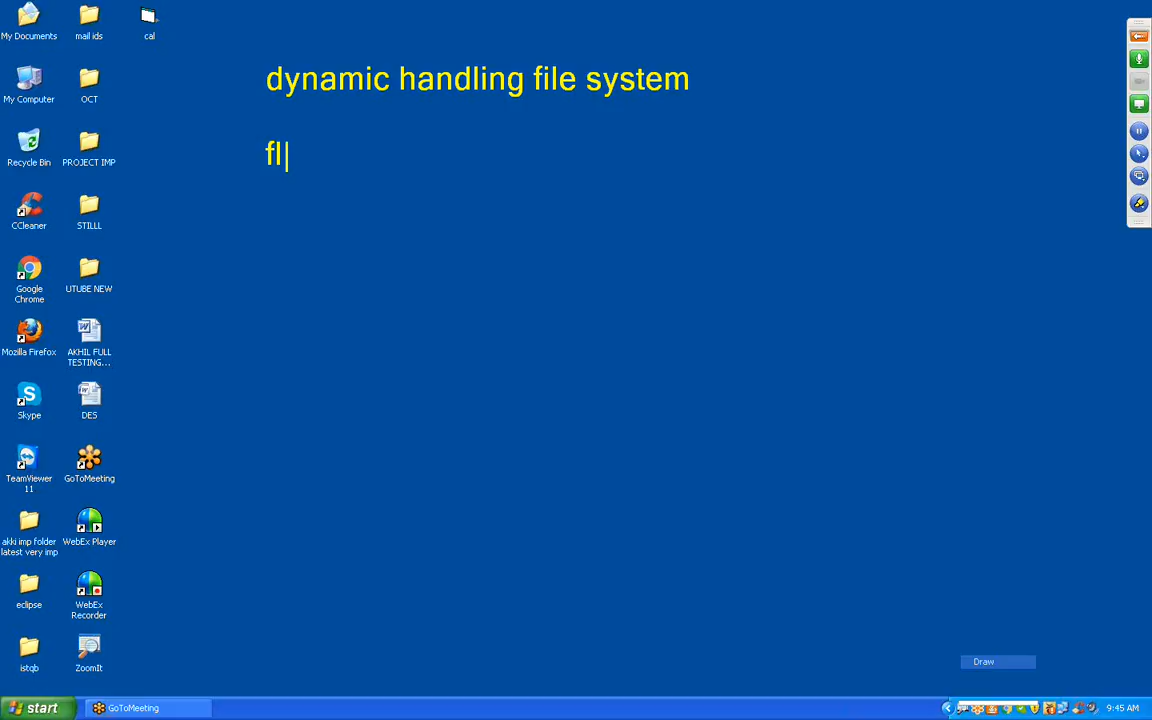 My Documents
mail ids
cal
dynamic handling file system
My Computer
OCT
fl
Recycle Bin
PROJECT IMP
CCleaner
STILLL
Google
Chrome
UTUBE NEW
Mozilla Firefox
AKHIL FULL
TESTING...
Skype
DES
TeamViewer
11
GoToMeeting
akki imp folder
latest very imp
WebEx Player
eclipse
WebEx
Recorder
istqb
ZoomIt
Draw
start
GoToMeeting
9:45 AM